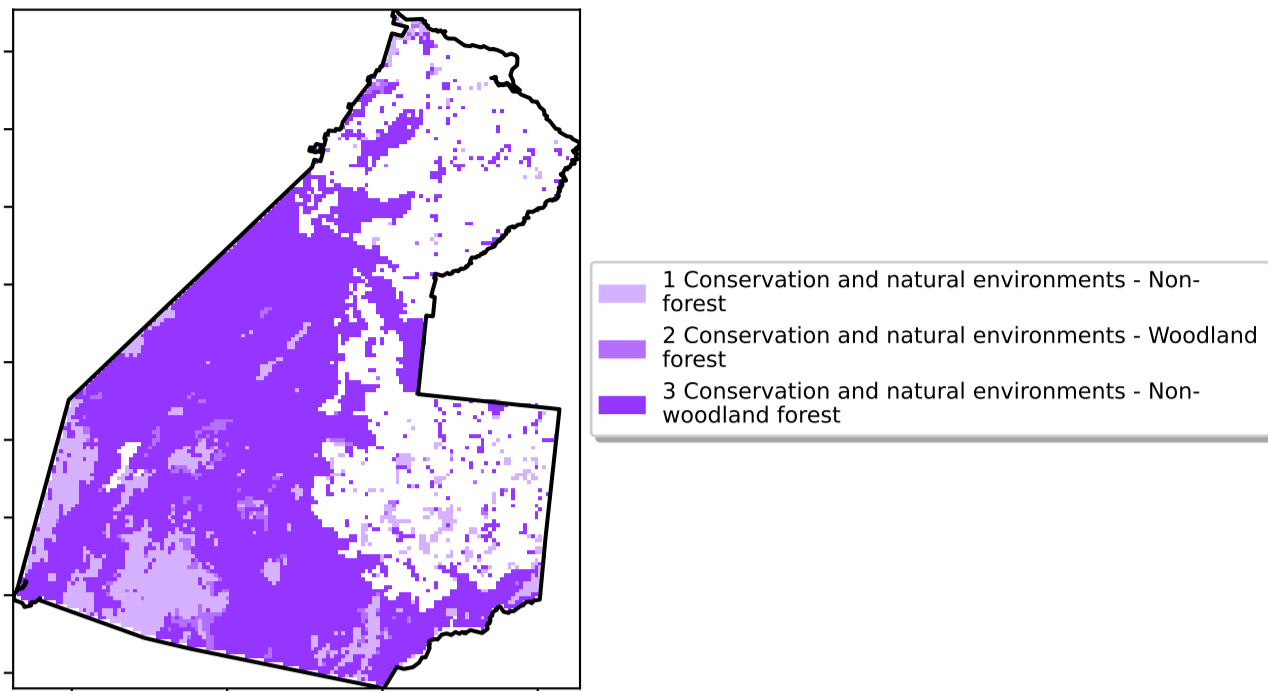 1 Conservation and natural environments - Non-
forest
2 Conservation and natural environments - Woodland
forest
3 Conservation and natural environments - Non-
woodland forest